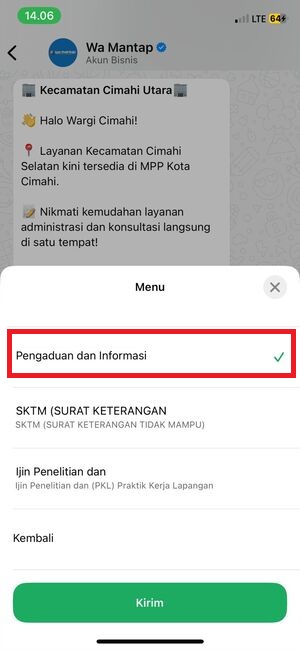 14.06
LTE 64
Wa Mantap
Akun Bisnis
🏢 Kecamatan Cimahi Utara🏢
👋 Halo Wargi Cimahi!
📍 Layanan Kecamatan Cimahi
Selatan kini tersedia di MPP Kota
Cimahi.
📝 Nikmati kemudahan layanan
administrasi dan konsultasi langsung
di satu tempat!
Menu
Pengaduan dan Informasi
SKTM (SURAT KETERANGAN
SKTM (SURAT KETERANGAN TIDAK MAMPU)
Ijin Penelitian dan
Ijin Penelitian dan (PKL) Praktik Kerja Lapangan
Kembali
Kirim